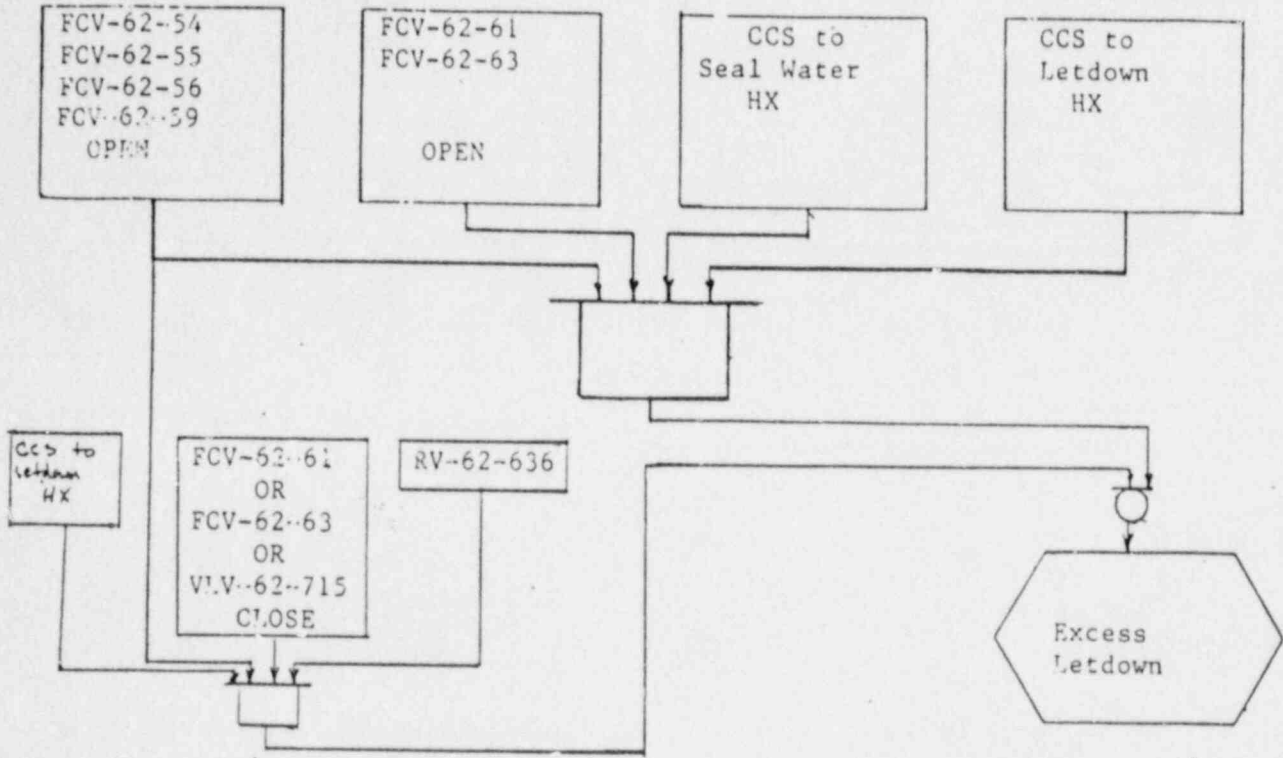 FCV-62-54
FCV-62-55
FCV-62-56
FCV-62-59
OPEN
FCV-62-61
FCV-62-63
OPEN
CCS to
Seal Water
HX
CCS to
Letdown
HX
CCS to
letdown
HX
FCV-62-61
OR
FCV-62-63
OR
VLV-62-715
CLOSE
RV-62-636
Excess
Letdown